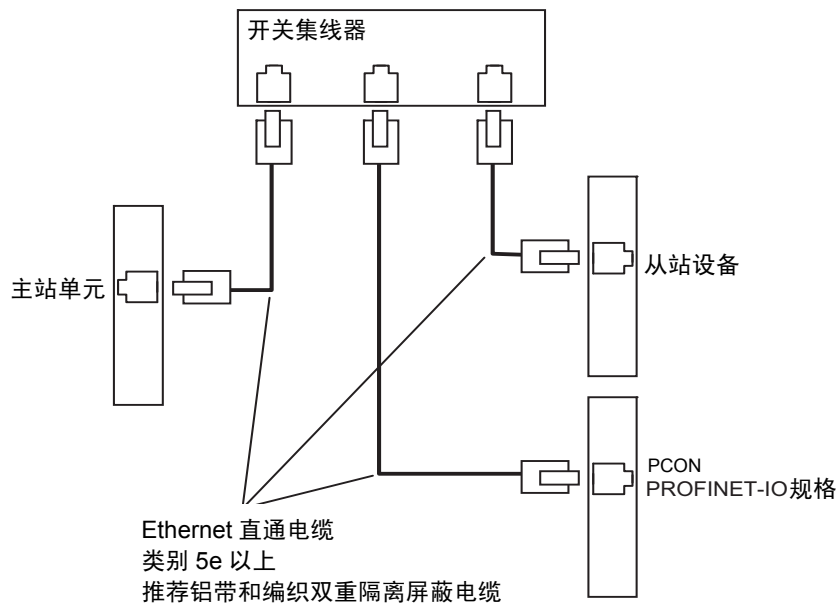 开关集线器
主站单元
从站设备
PCON
PROFINET-IO规格
Ethernet 直通电缆
类别 5e 以上
推荐铝带和编织双重隔离屏蔽电缆